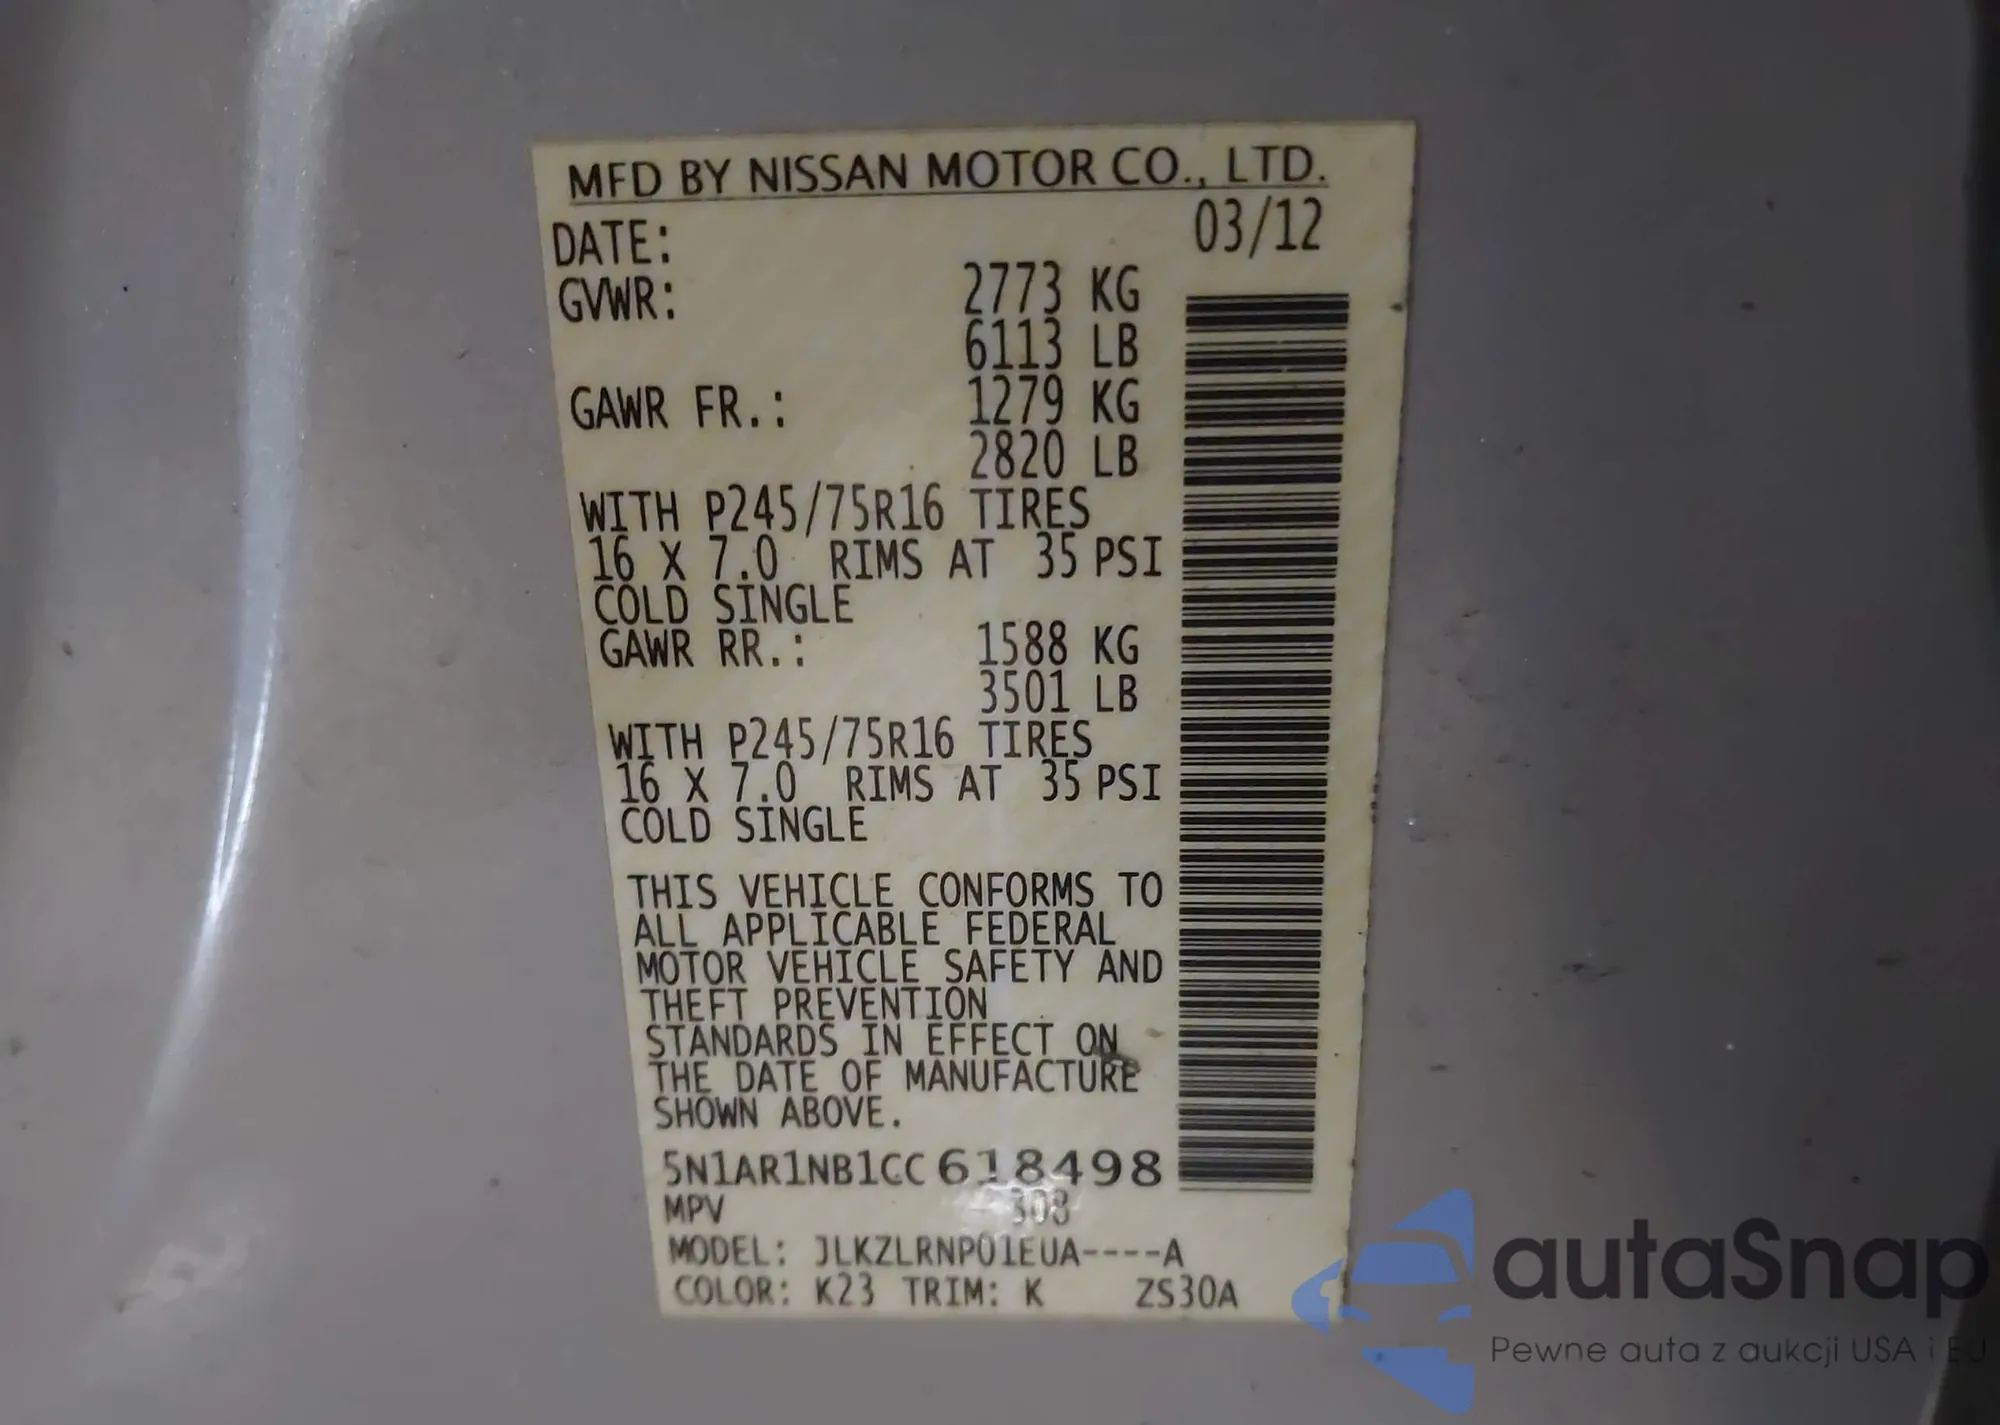 MFD BY NISSAN MOTOR CO., LTD.
DATE: 03/12
GVWR: 2773 KG
6113 LB
GAWR FR.: 1279 KG
2820 LB
WITH P245/75R16 TIRES
16 X 7.0 RIMS AT 35 PSI
COLD SINGLE
GAWR RR.: 1588 KG
3501 LB
WITH P245/75R16 TIRES
16 X 7.0 RIMS AT 35 PSI
COLD SINGLE
THIS VEHICLE CONFORMS TO
ALL APPLICABLE FEDERAL
MOTOR VEHICLE SAFETY AND
THEFT PREVENTION
STANDARDS IN EFFECT ON
THE DATE OF MANUFACTURE
SHOWN ABOVE.
5N1AR1NB1CC618498
MPV 308
MODEL: JLKZLRNP01EUA----A
COLOR: K23 TRIM: K ZS30A
autaSnap
Pewne auta z aukcji USA i EU